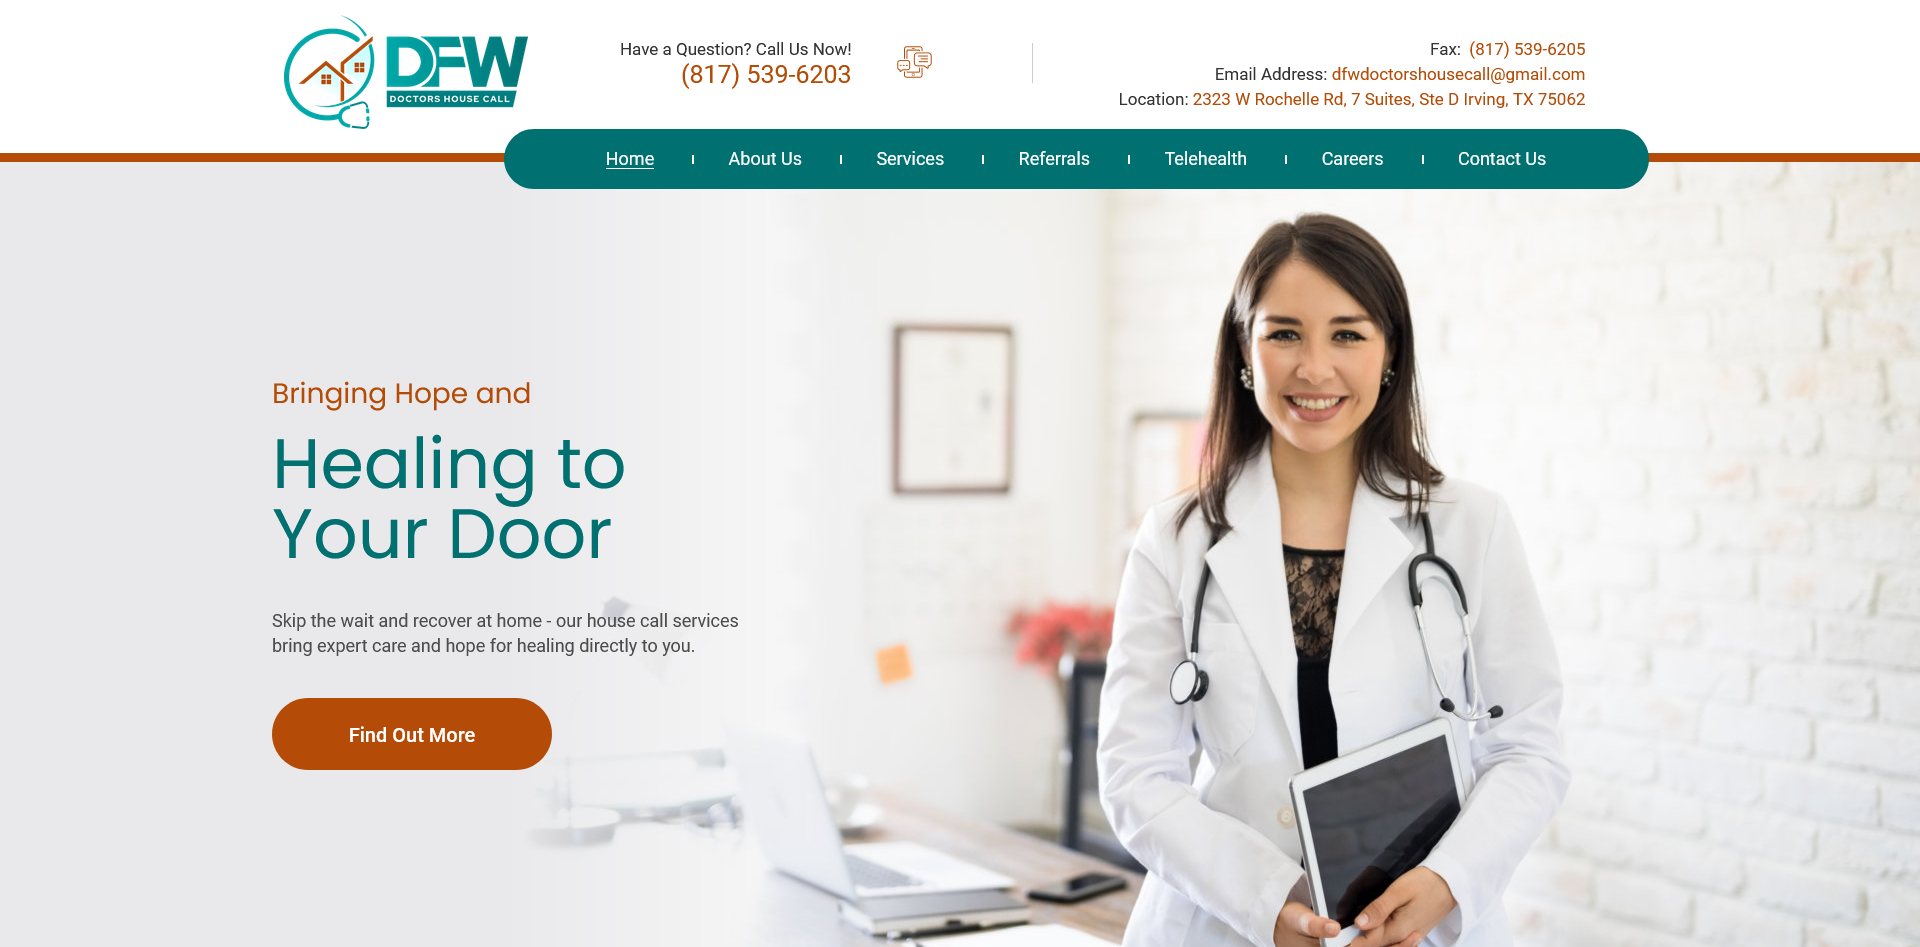 DFW
DOCTORS HOUSE CALL
Have a Question? Call Us Now!
(817) 539-6203
Fax: (817) 539-6205
Email Address: dfwdoctorshousecall@gmail.com
Location: 2323 W Rochelle Rd, 7 Suites, Ste D Irving, TX 75062
Home
About Us
Services
Referrals
Telehealth
Careers
Contact Us
Bringing Hope and
Healing to
Your Door
Skip the wait and recover at home - our house call services
bring expert care and hope for healing directly to you.
Find Out More